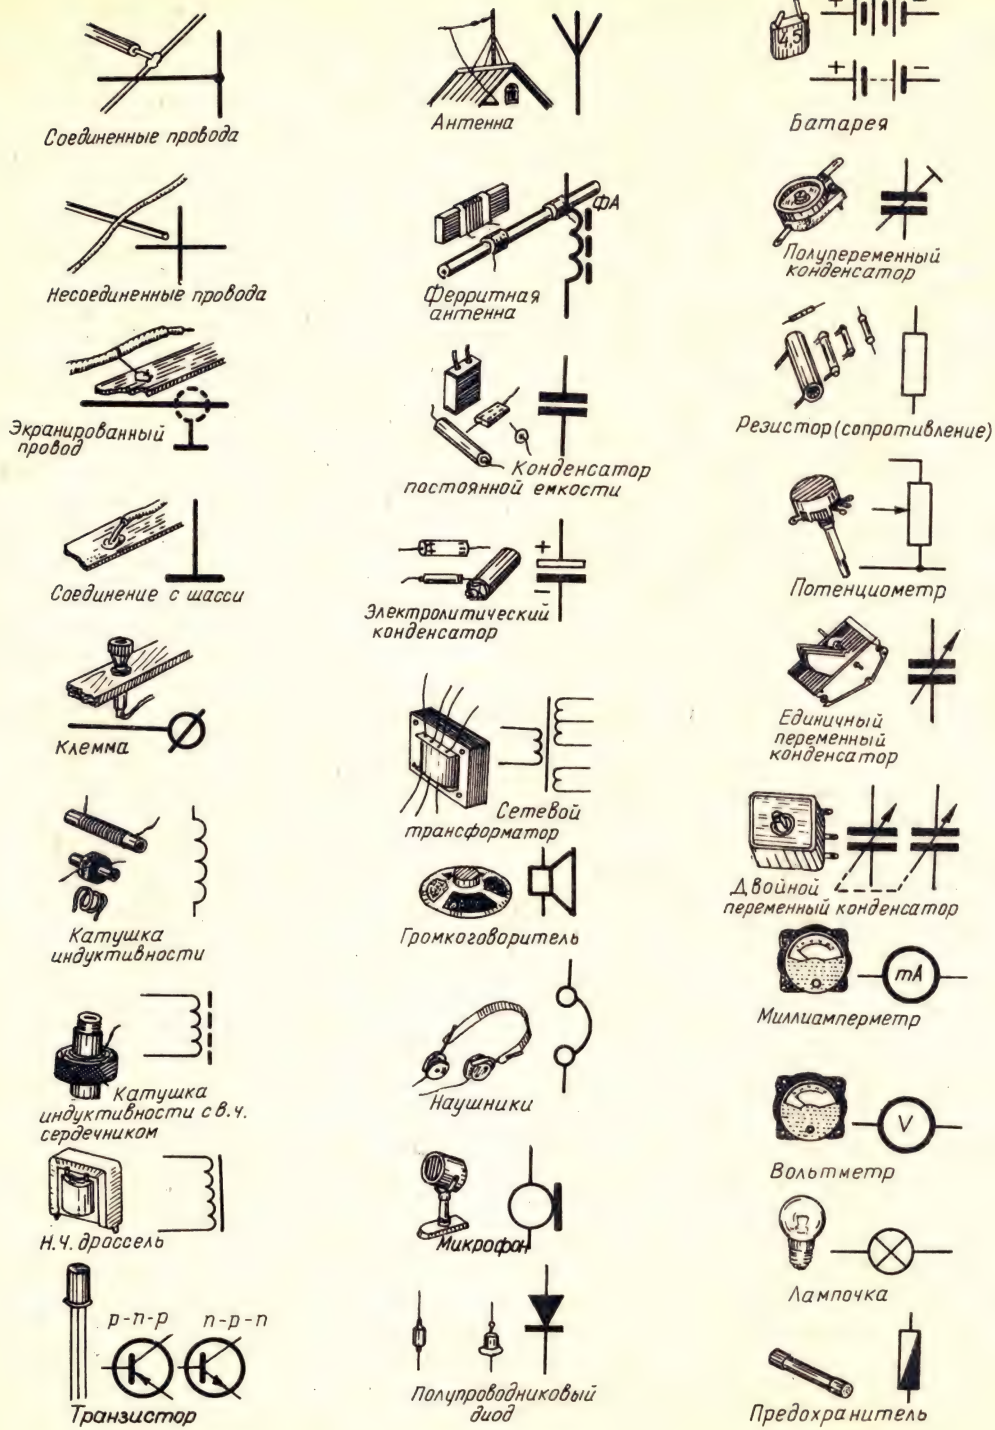 Соединенные провода
Несоединенные провода
Экранированный
провод
Соединение с шасси
Клемма
Катушка
индуктивности
Катушка
индуктивности с в.ч.
сердечником
Н.Ч. дроссель
p-n-p n-p-n
Транзистор
Антенна
ФА
Ферритная
антенна
Конденсатор
постоянной емкости
+
−
Электролитический
конденсатор
Сетевой
трансформатор
Громкоговоритель
Наушники
Микрофон
Полупроводниковый
диод
+ −
4,5
+ −
Батарея
Полупеременный
конденсатор
Резистор (сопротивление)
Потенциометр
Единичный
переменный
конденсатор
Двойной
переменный конденсатор
mA
Миллиамперметр
V
Вольтметр
Лампочка
Предохранитель